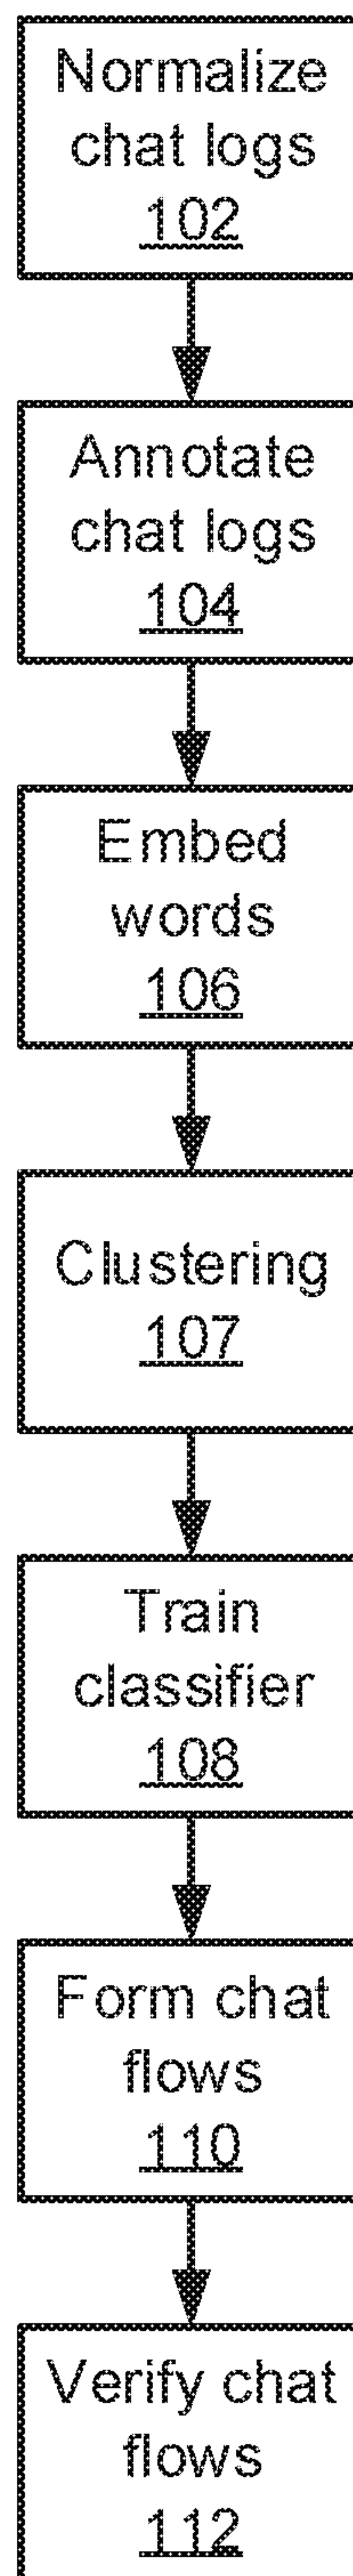 Normalize
chat logs
102
Annotate
chat logs
104
Embed
words
106
Clustering
107
Train
classifier
108
Form chat
flows
110
Verify chat
flows
112